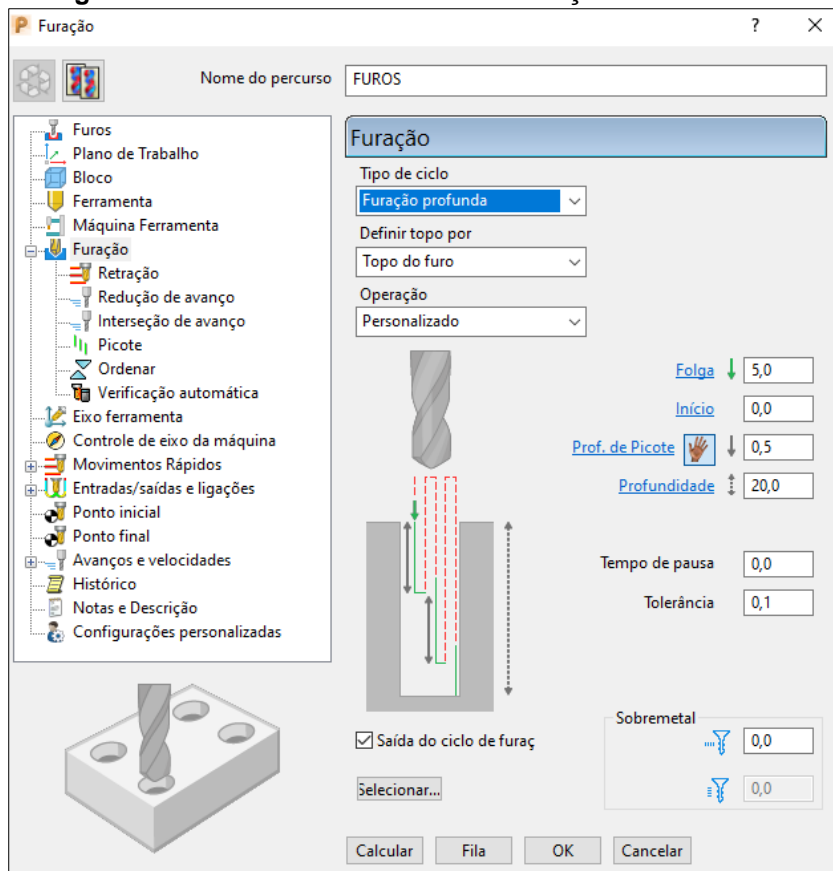 Furação
?
Nome do percurso
FUROS
Furos
Plano de Trabalho
Bloco
Ferramenta
Máquina Ferramenta
Furação
Retração
Redução de avanço
Interseção de avanço
Picote
Ordenar
Verificação automática
Eixo ferramenta
Controle de eixo da máquina
Movimentos Rápidos
Entradas/saídas e ligações
Ponto inicial
Ponto final
Avanços e velocidades
Histórico
Notas e Descrição
Configurações personalizadas
Furação
Tipo de ciclo
Furação profunda
Definir topo por
Topo do furo
Operação
Personalizado
Folga 5,0
Início 0,0
Prof. de Picote 0,5
Profundidade 20,0
Tempo de pausa 0,0
Tolerância 0,1
Saída do ciclo de furaç
Selecionar...
Sobremetal
0,0
0,0
Calcular Fila OK Cancelar